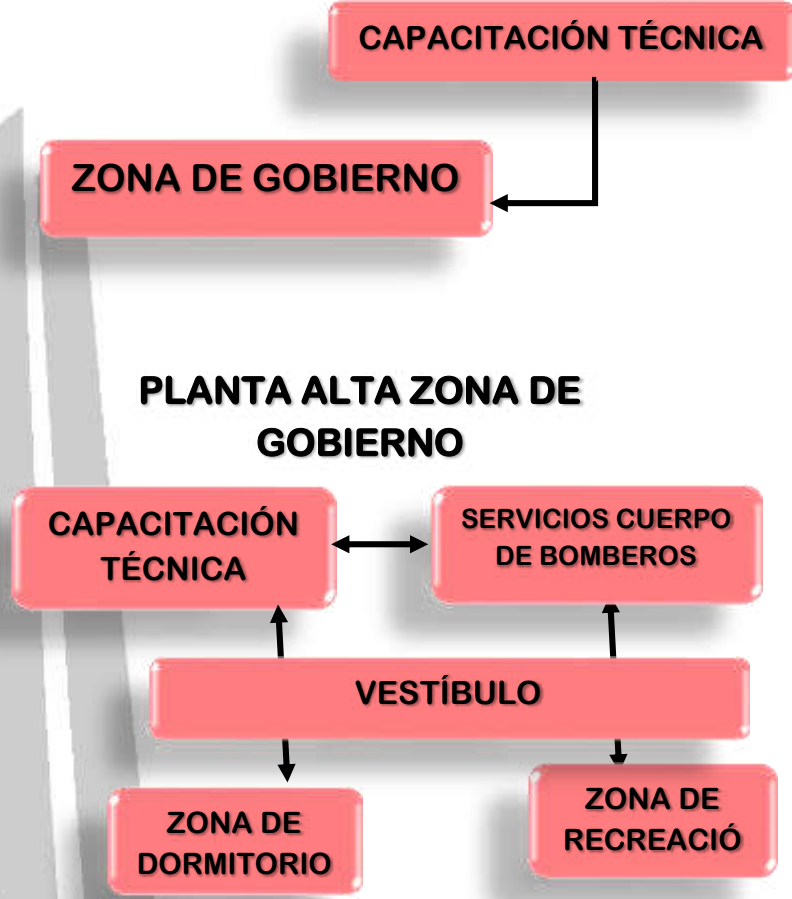 CAPACITACIÓN TÉCNICA
ZONA DE GOBIERNO
PLANTA ALTA ZONA DE
GOBIERNO
CAPACITACIÓN
TÉCNICA
SERVICIOS CUERPO
DE BOMBEROS
VESTÍBULO
ZONA DE
DORMITORIO
ZONA DE
RECREACIÓ